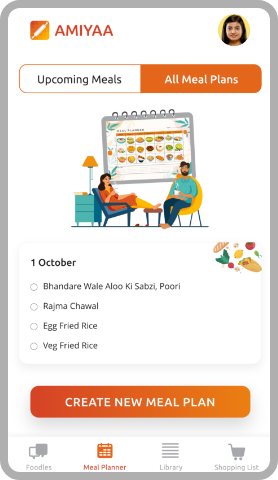 AMIYAA
Upcoming Meals
All Meal Plans
MEAL PLANNER
1 October
Bhandare Wale Aloo Ki Sabzi, Poori
Rajma Chawal
Egg Fried Rice
Veg Fried Rice
CREATE NEW MEAL PLAN
Foodies
Meal Planner
Library
Shopping List